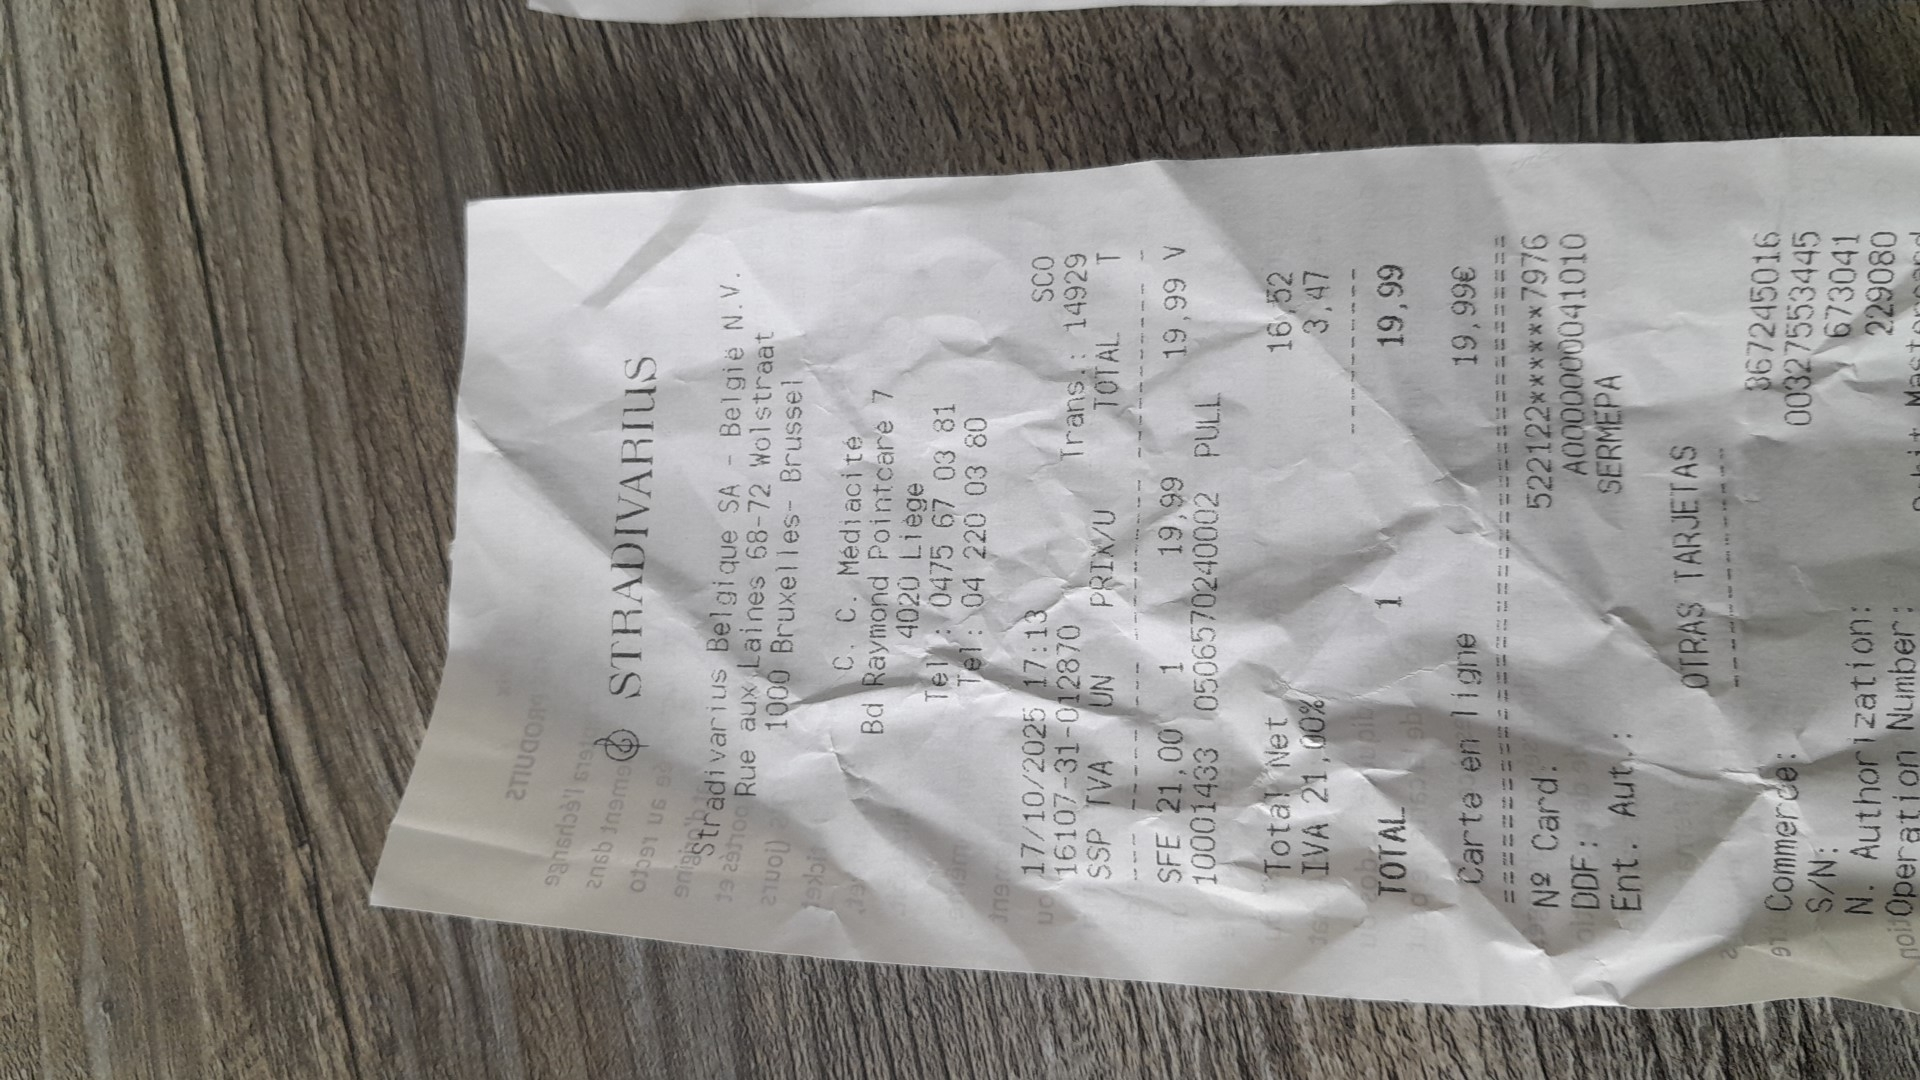 STRADIVARIUS
Stradivarius Belgique SA - België N.V.
Rue aux Laines 68-72 Wolstraat
1000 Bruxelles- Brussel
C. C. Médiacité
Bd Raymond Pointcaré 7
4020 Liège
Tel : 0475 67 03 81
Tel : 04 220 03 80
17/10/2025 17:13 SCO
16107-31-012870 Trans.: 14929
SSP TVA UN PRIX/U TOTAL T
SFE 21,00 1 19,99 19,99 V
10001433 05065702400002 PULL
Total Net 16,52
IVA 21,00% 3,47
TOTAL 1 19,99
Carte en ligne 19,99€
Nº Card: 522122******7976
DDF: A0000000041010
Ent. Aut.: SERMEPA
OTRAS TARJETAS
Commerce: 867245016
S/N: 00327553445
N. Authorization: 673041
Operation Number: 229080